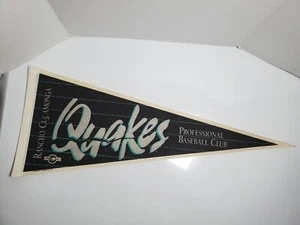 RANCHO CUCAMONGA
Quakes
PROFESSIONAL
BASEBALL CLUB